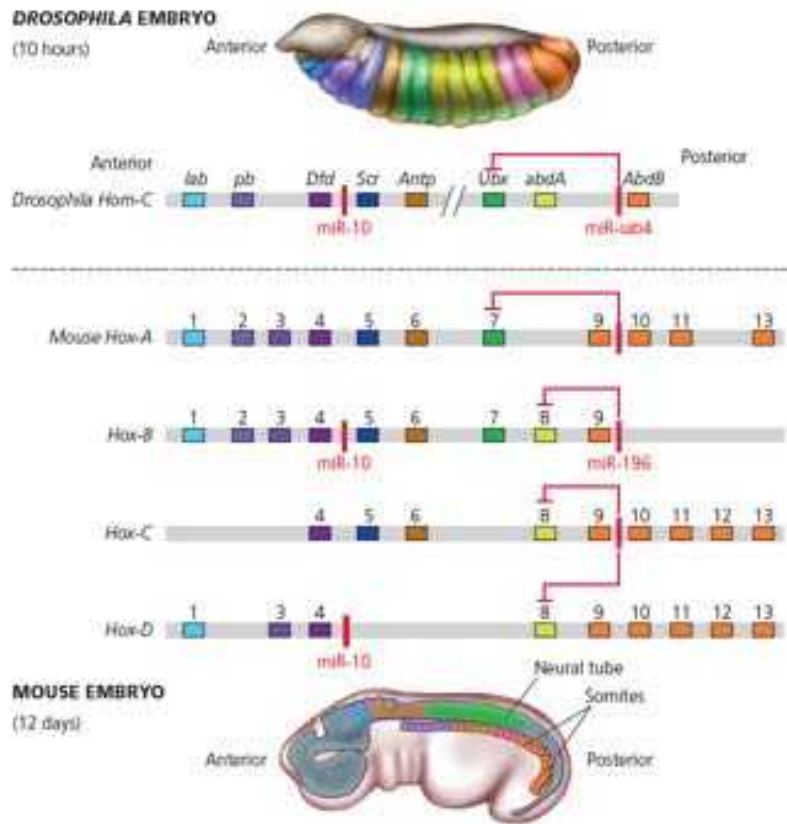 DROSOPHILA EMBRYO
(10 hours)
Anterior
Posterior
Anterior
Posterior
lab pb Dfd Scr Antp Ubx abdA AbdB
Drosophila Hom-C
miR-10 miR-iab4
1 2 3 4 5 6 7 9 10 11 13
Mouse Hox-A
1 2 3 4 5 6 7 8 9
Hox-B
miR-10 miR-196
4 5 6 8 9 10 11 12 13
Hox-C
1 3 4 8 9 10 11 12 13
Hox-D
miR-10
MOUSE EMBRYO
(12 days)
Neural tube
Somites
Anterior
Posterior